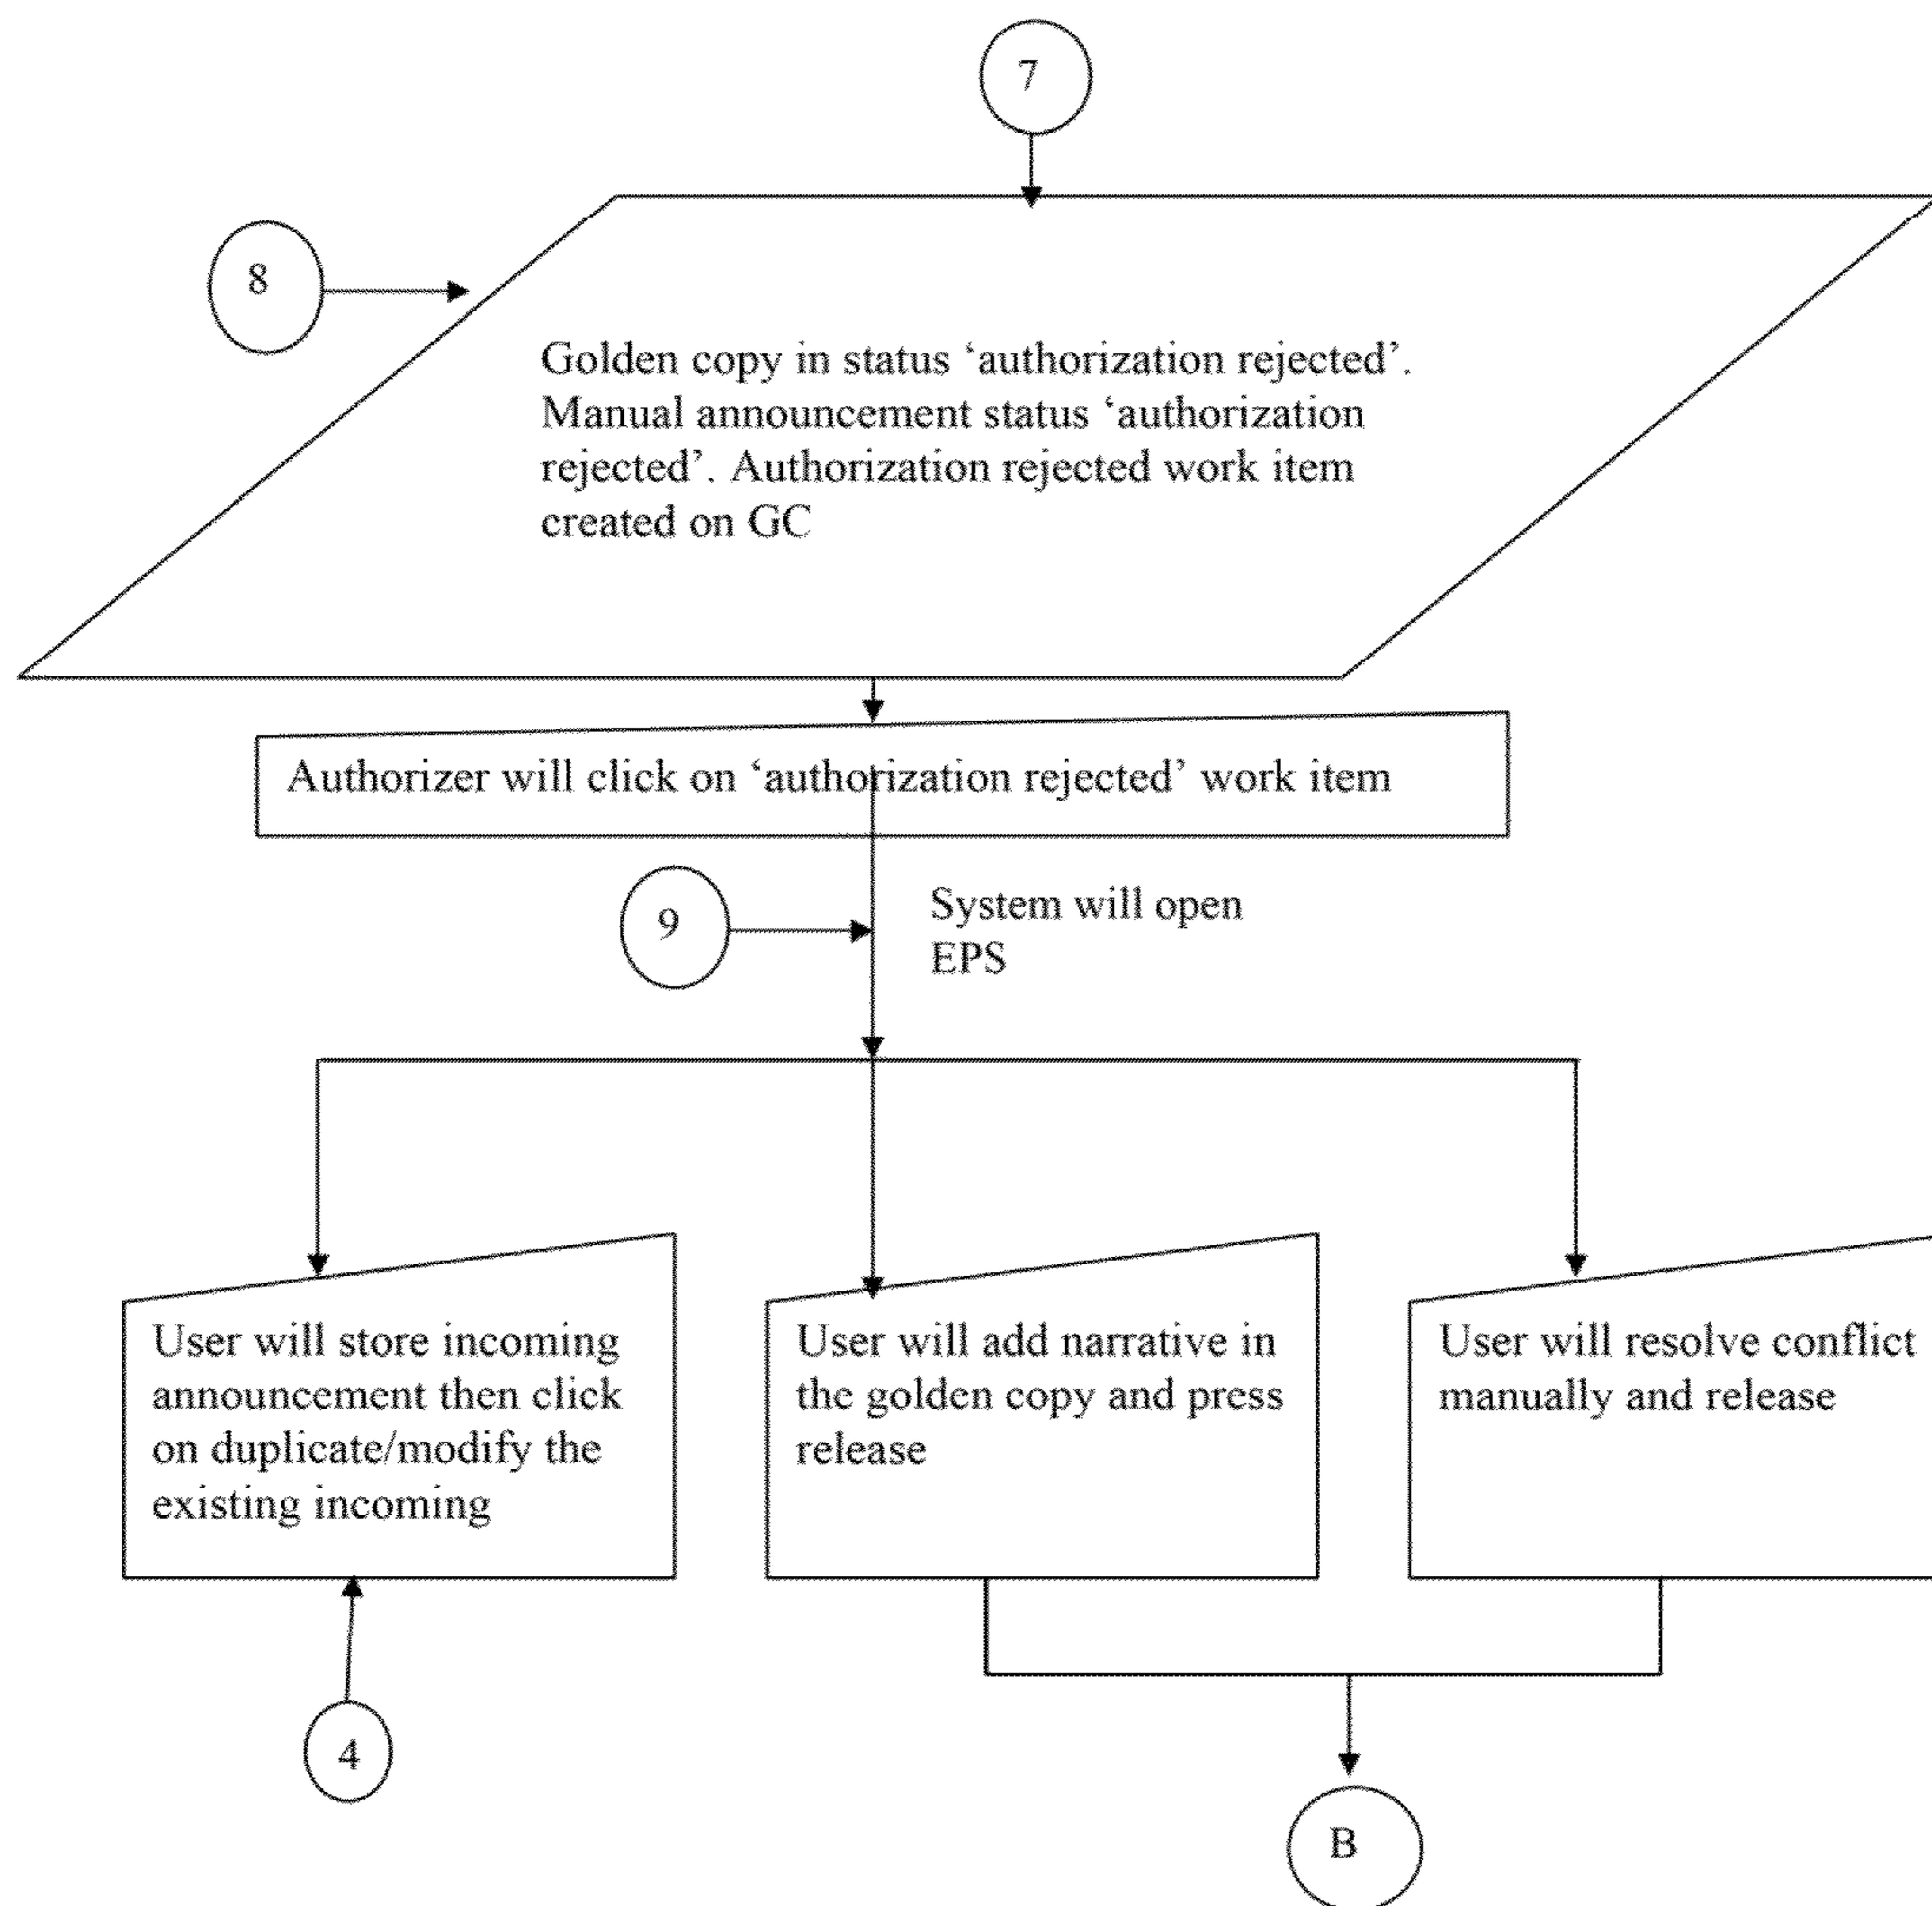 7
8
Golden copy in status ‘authorization rejected’.
Manual announcement status ‘authorization
rejected’. Authorization rejected work item
created on GC
Authorizer will click on ‘authorization rejected’ work item
9
System will open
EPS
User will store incoming
announcement then click
on duplicate/modify the
existing incoming
User will add narrative in
the golden copy and press
release
User will resolve conflict
manually and release
4
B